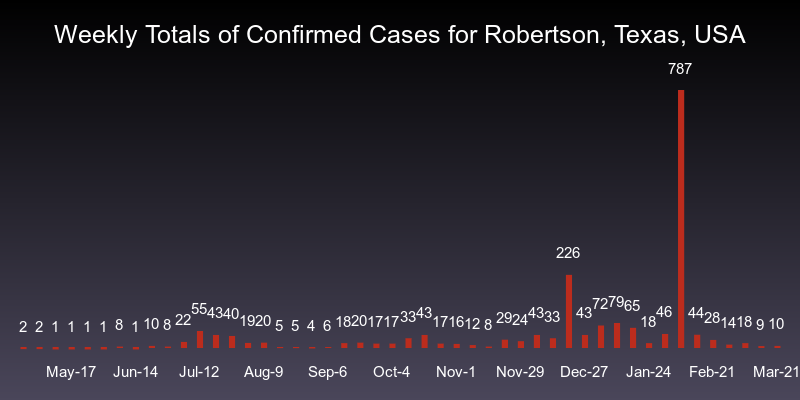 Weekly Totals of Confirmed Cases for Robertson, Texas, USA
787
226
2 2 1 1 1 1 8 1 10 8 22 55 43 40 19 20 5 5 4 6 18 20 17 17 33 43 17 16 12 8 29 24 43 33 43 72 79 65 18 46 44 28 14 18 9 10
May-17 Jun-14 Jul-12 Aug-9 Sep-6 Oct-4 Nov-1 Nov-29 Dec-27 Jan-24 Feb-21 Mar-21